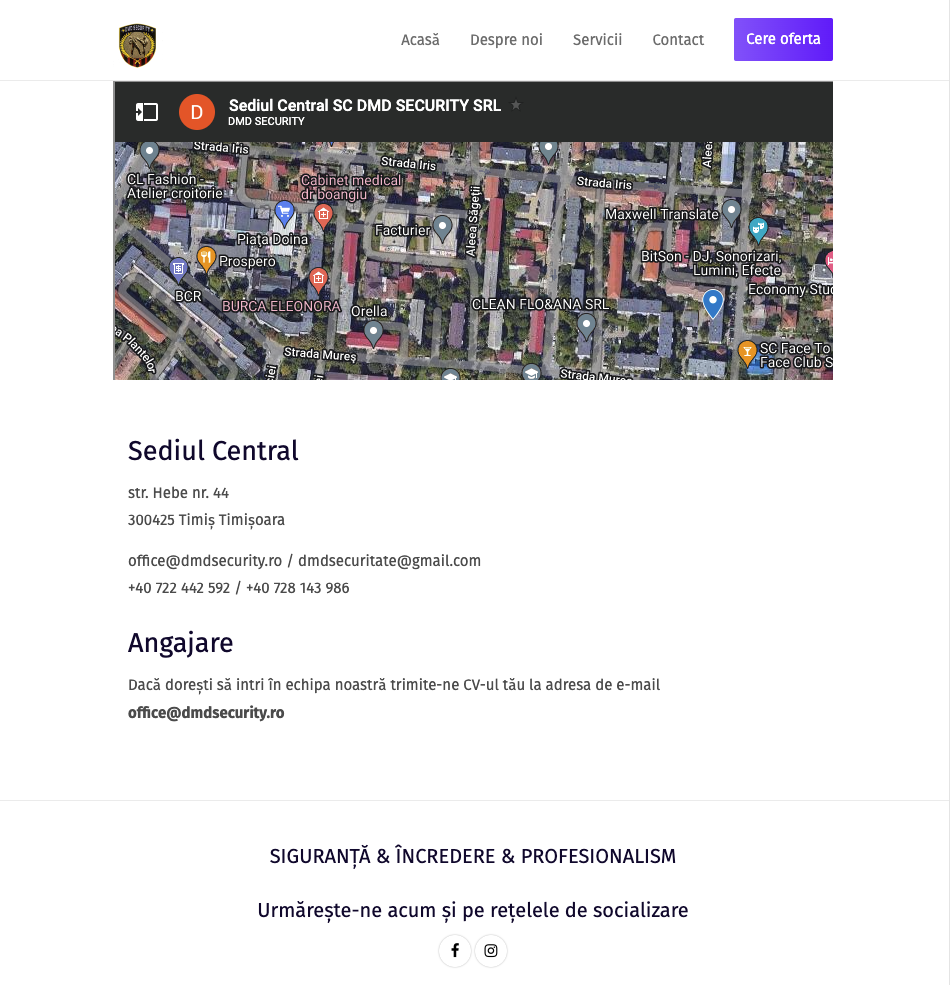 Acasă
Despre noi
Servicii
Contact
Cere oferta
D
Sediul Central SC DMD SECURITY SRL
DMD SECURITY
Strada Iris
Strada Iris
Strada Iris
Aleea
CL Fashion -
Atelier croitorie
Cabinet medical
dr boangiu
Aleea Săgeții
Maxwell Translate
Facturier
Piața Doina
Prospero
BitSon - DJ, Sonorizari,
Lumini, Efecte
BCR
BURCA ELEONORA
Orella
CLEAN FLO&ANA SRL
Economy Stud
Strada Mureș
SC Face To
Face Club S
Strada Mureș
Sediul Central
str. Hebe nr. 44
300425 Timiș Timișoara
office@dmdsecurity.ro / dmdsecuritate@gmail.com
+40 722 442 592 / +40 728 143 986
Angajare
Dacă dorești să intri în echipa noastră trimite-ne CV-ul tău la adresa de e-mail
office@dmdsecurity.ro
SIGURANȚĂ & ÎNCREDERE & PROFESIONALISM
Urmărește-ne acum și pe rețelele de socializare